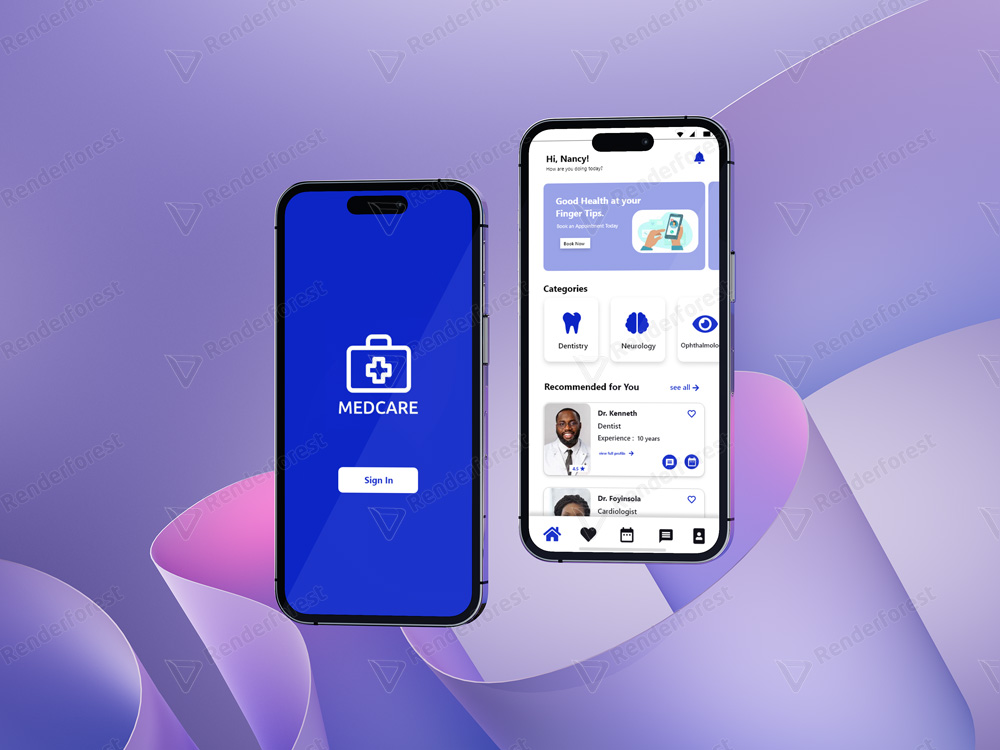 Renderforest
MEDCARE
Sign In
Hi, Nancy!
How are you doing today?
Good Health at your
Finger Tips.
Book an Appointment Today
Book Now
Categories
Dentistry
Neurology
Ophthalmolo
Recommended for You
see all
Dr. Kenneth
Dentist
Experience : 10 years
view full profile
4.5
Dr. Foyinsola
Cardiologist